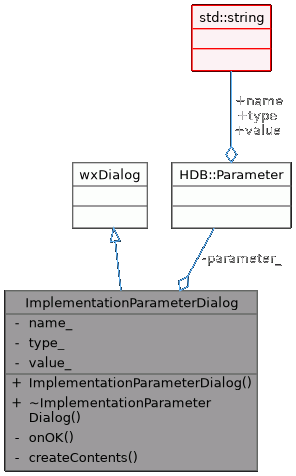 std::string
+name
+type
+value
wxDialog
HDB::Parameter
-parameter_
ImplementationParameterDialog
- name_
- type_
- value_
+ ImplementationParameterDialog()
+ ~ImplementationParameter
Dialog()
- onOK()
- createContents()